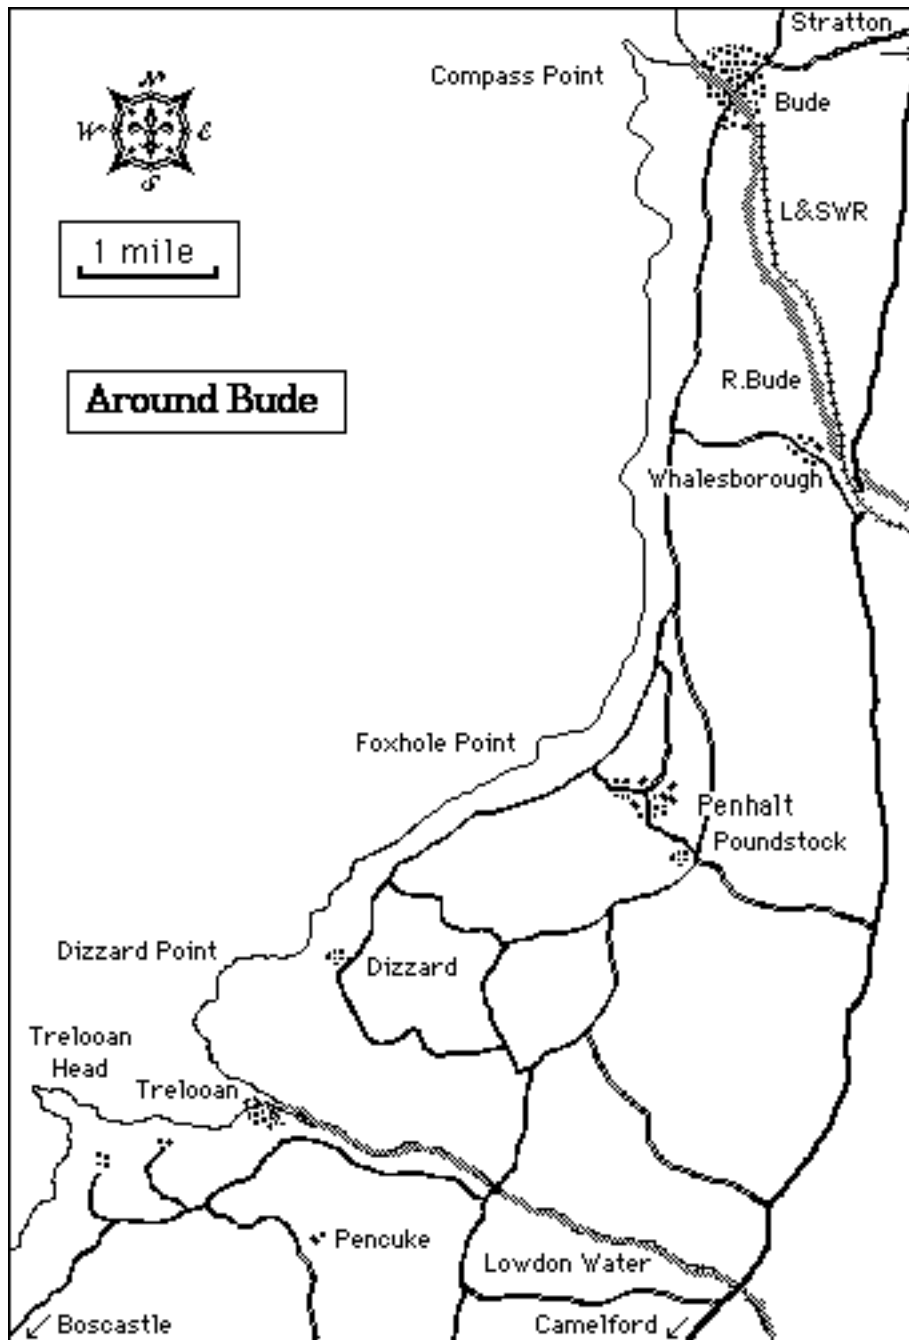 Stratton
Compass Point
Bude
N
W E
S
L&SWR
1 mile
R.Bude
Around Bude
Whalesborough
Foxhole Point
Penhalt
Poundstock
Dizzard Point
Dizzard
Trelooan
Head
Trelooan
Pencuke
Lowdon Water
Boscastle
Camelford